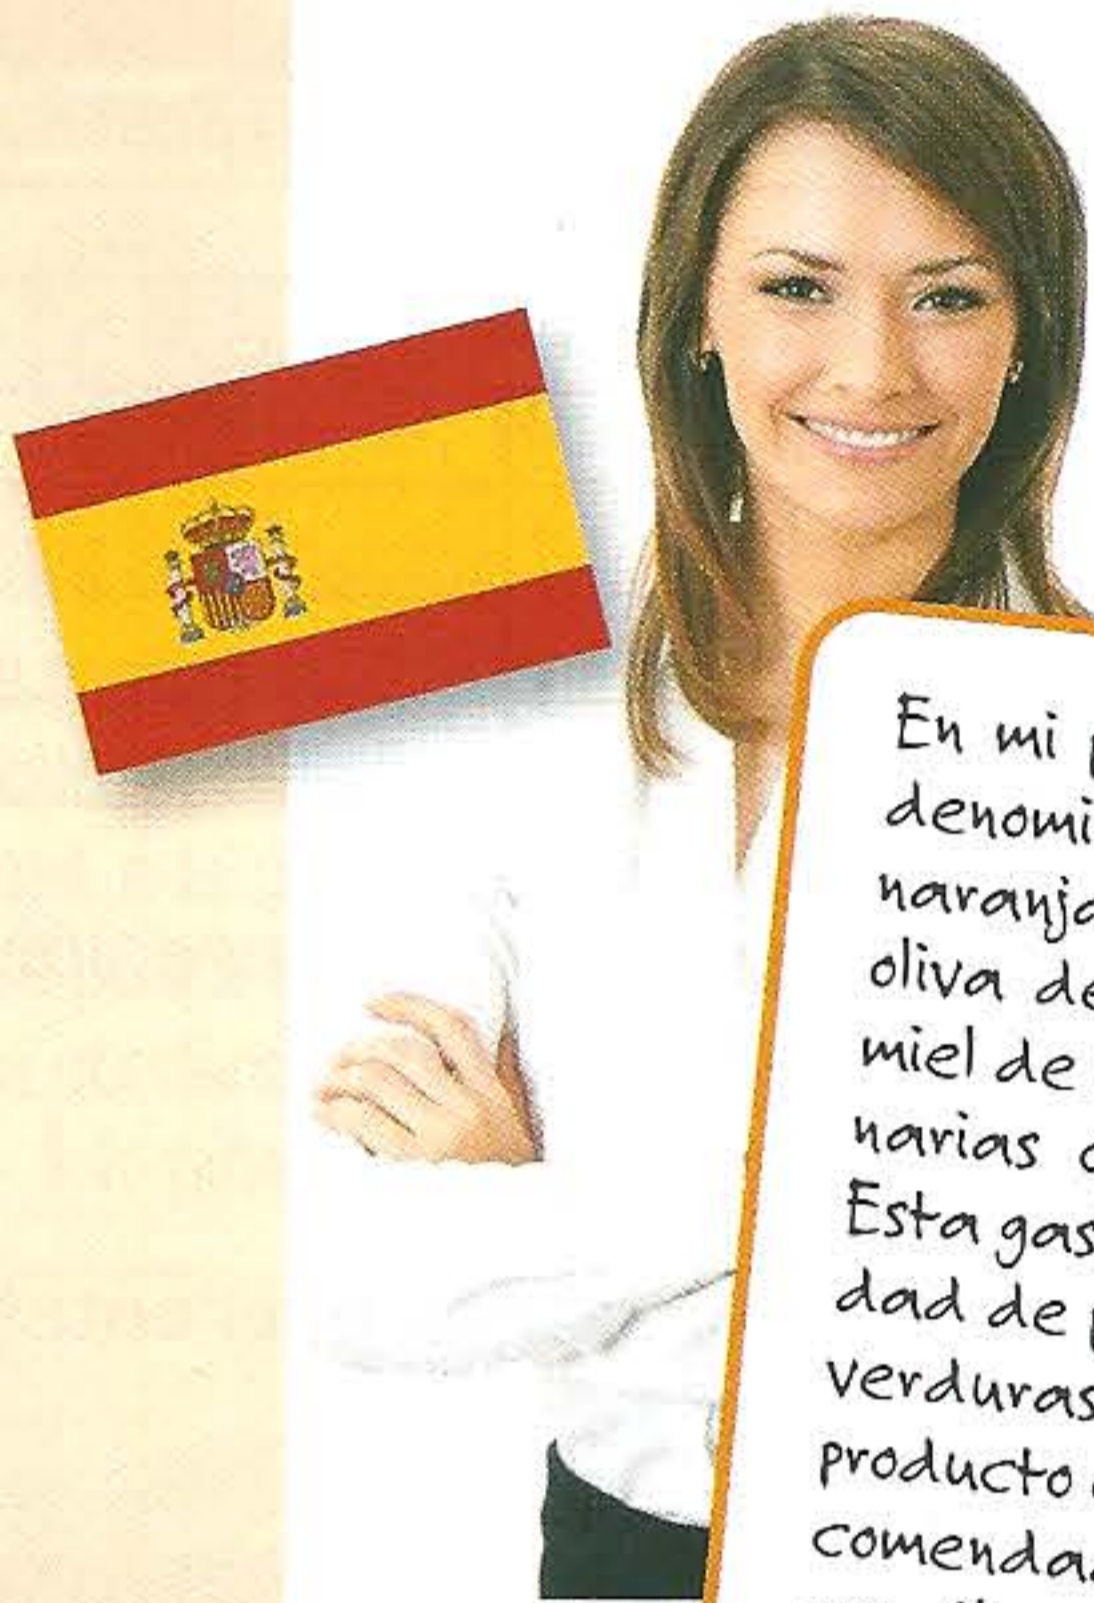 En mi
denomi
naranja
oliva de
miel de
narias
Esta gas
dad de
verduras
producto
comenda